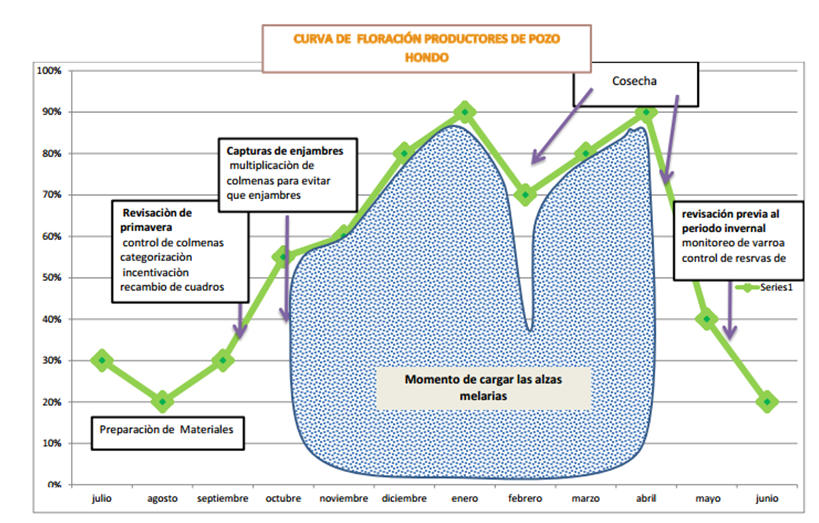 CURVA DE FLORACIÓN PRODUCTORES DE POZO
HONDO
100%
90%
80%
70%
60%
50%
40%
30%
20%
10%
0%
Cosecha
Capturas de enjambres
multiplicaciòn de
colmenas para evitar
que enjambres
Revisaciòn de
primavera
control de colmenas
categorizaciòn
incentivaciòn
recambio de cuadros
revisación previa al
periodo invernal
monitoreo de varroa
control de resrvas de
Series1
Momento de cargar las alzas
melarias
Preparaciòn de Materiales
julio agosto septiembre octubre noviembre diciembre enero febrero marzo abril mayo junio